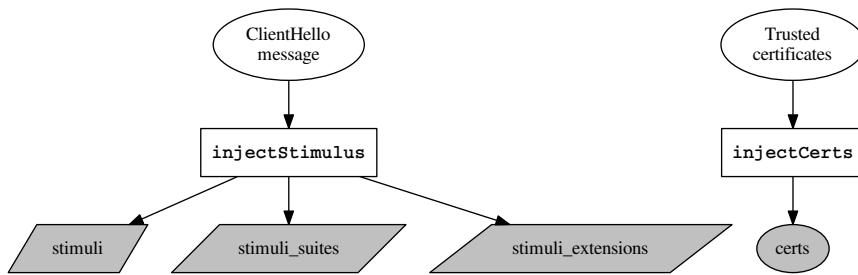 ClientHello
message
Trusted
certificates
injectStimulus
injectCerts
stimuli
stimuli_suites
stimuli_extensions
certs